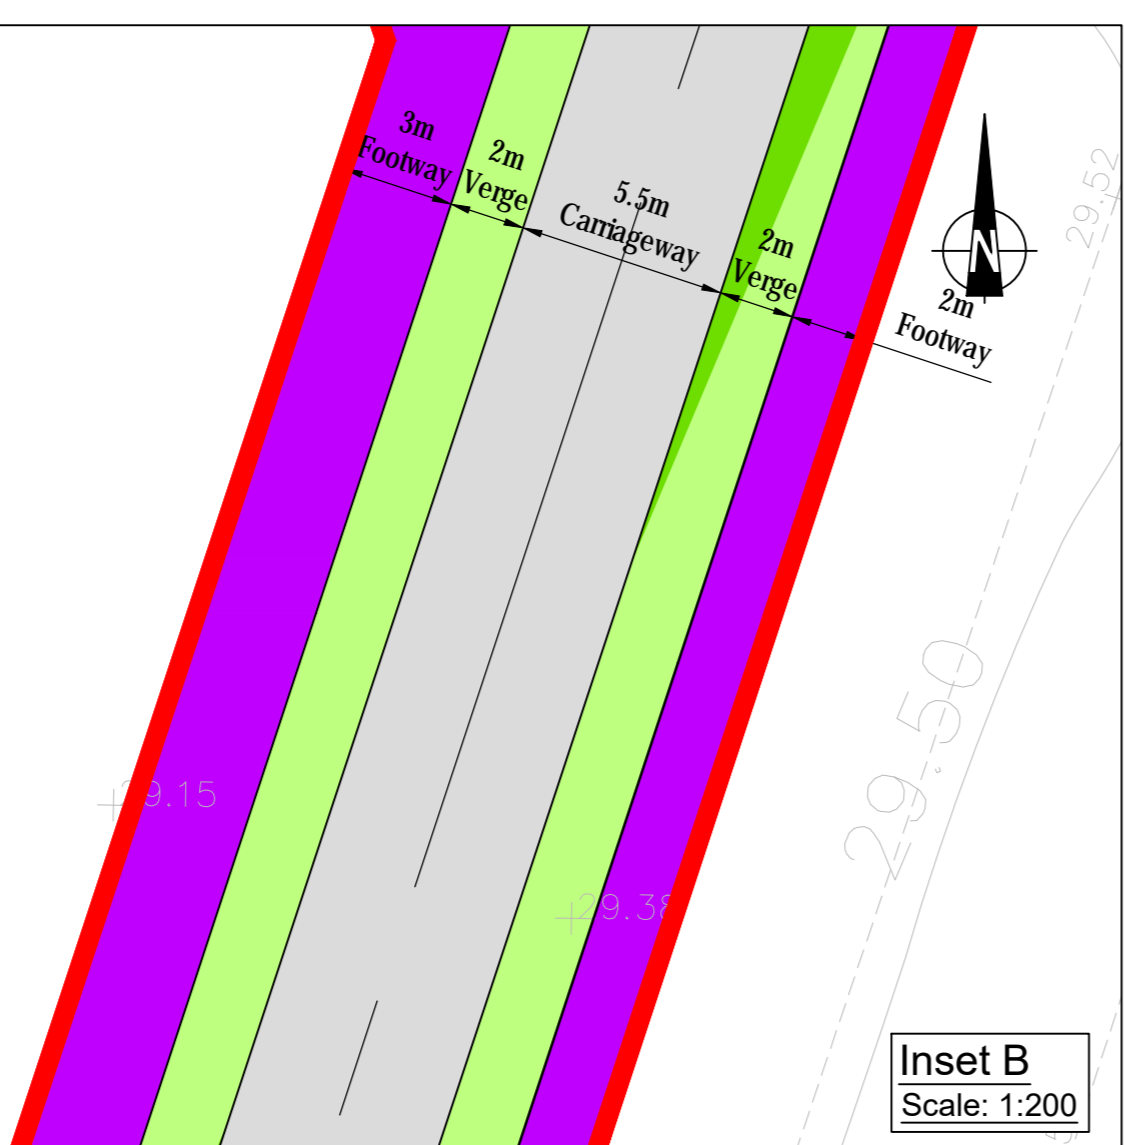 3m
Footway
2m
Verge
5.5m
Carriageway
2m
Verge
2m
Footway
N
29.52
29.50
29.15
29.38
Inset B
Scale: 1:200